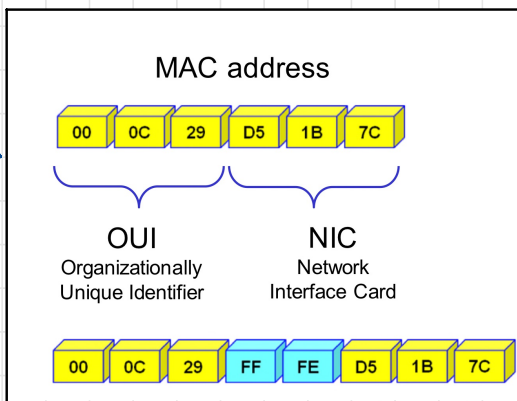 MAC address
00 0C 29 D5 1B 7C
OUI NIC
Organizationally Network
Unique Identifier Interface Card
00 0C 29 FF FE D5 1B 7C